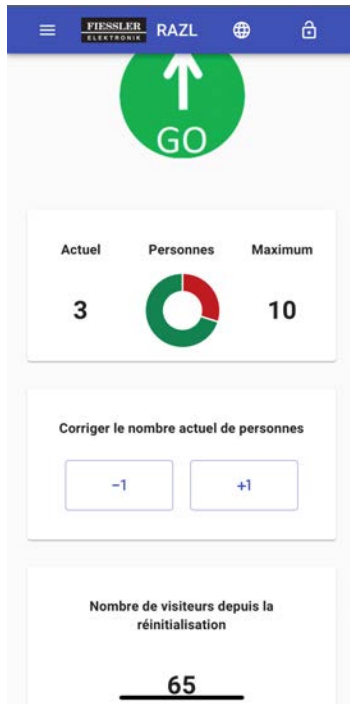 FIESSLER
ELEKTRONIK
RAZL
GO
Actuel Personnes Maximum
3 10
Corriger le nombre actuel de personnes
−1 +1
Nombre de visiteurs depuis la
réinitialisation
65